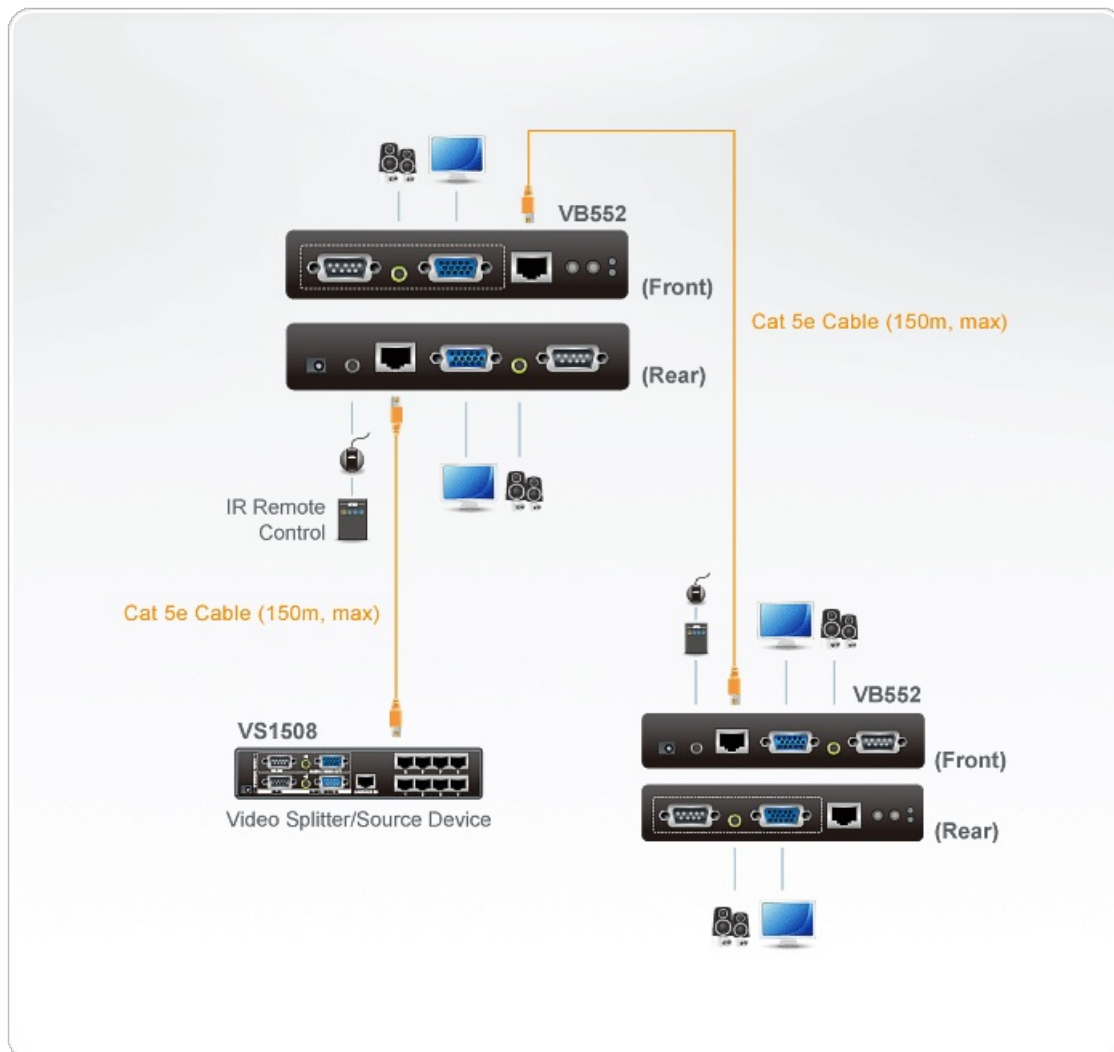 VB552
(Front)
Cat 5e Cable (150m, max)
(Rear)
IR Remote
Control
Cat 5e Cable (150m, max)
VB552
VS1508
(Front)
Video Splitter/Source Device
(Rear)